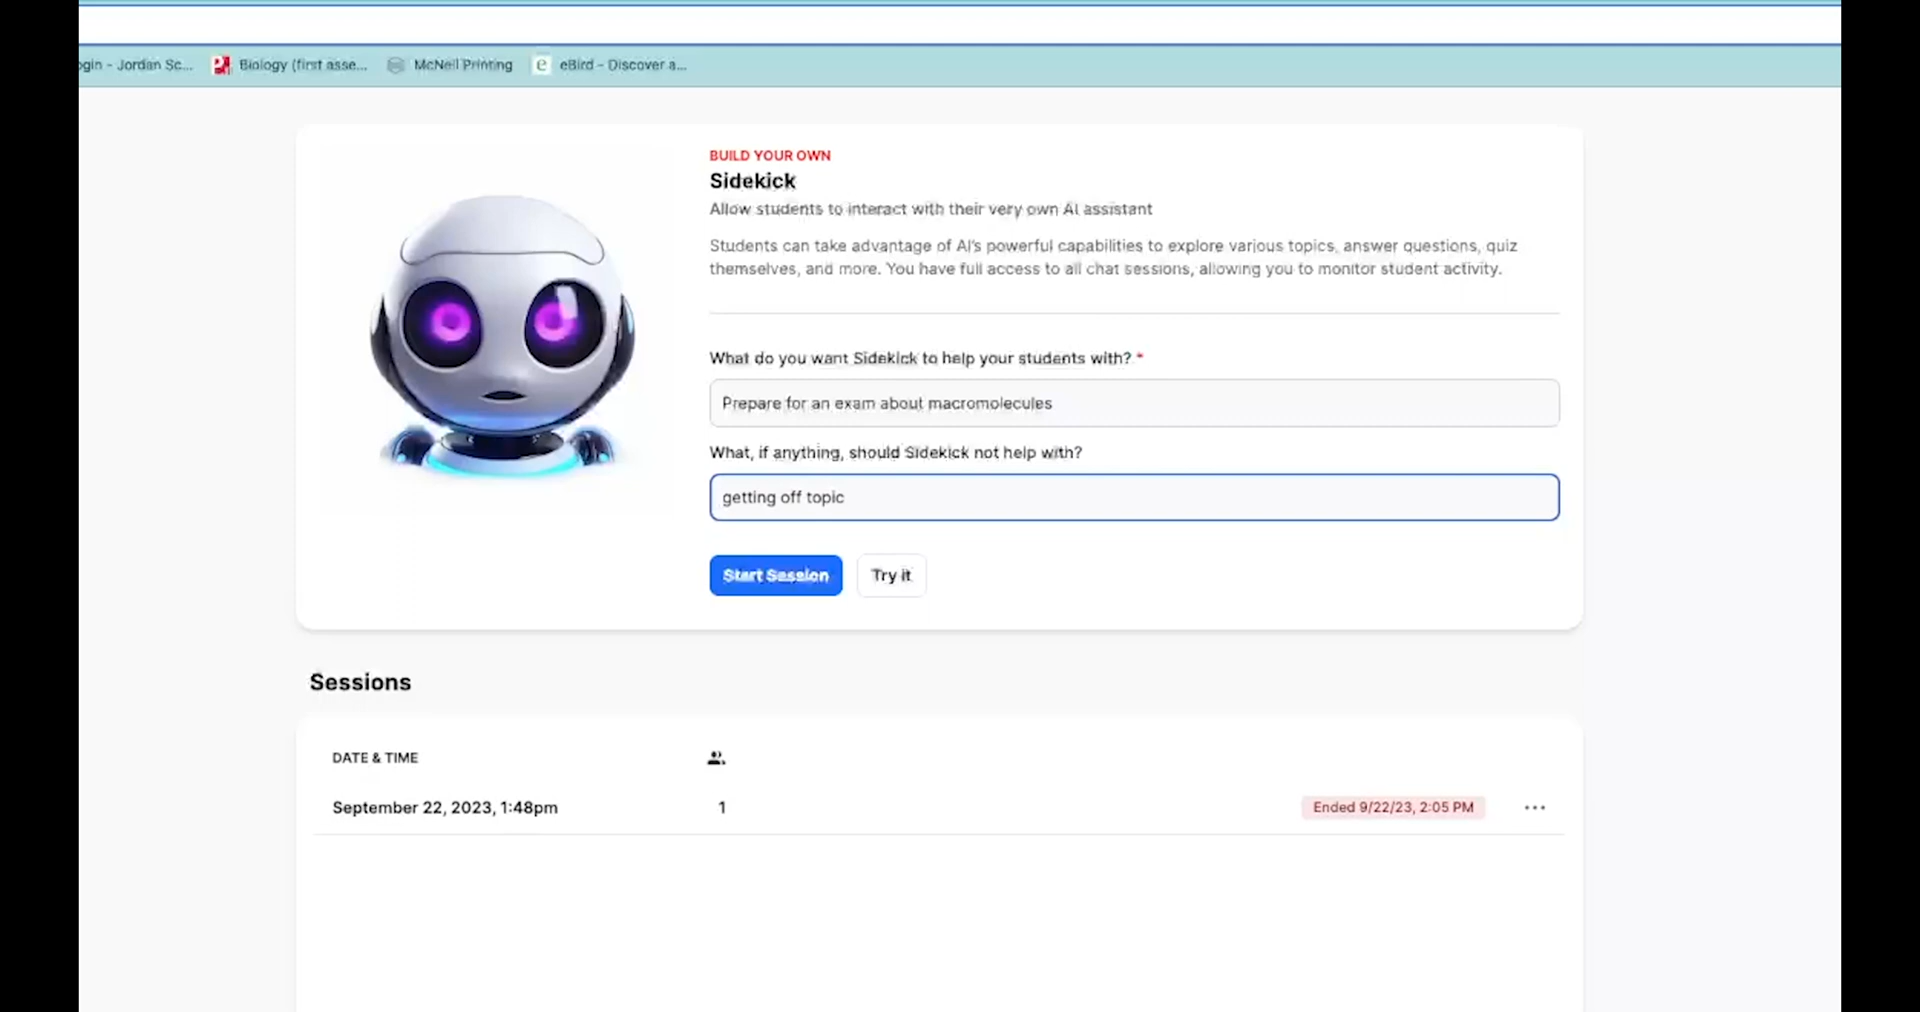 ogin - Jordan Sc... Biology (first asse... McNeil Printing eBird - Discover a...
BUILD YOUR OWN
Sidekick
Allow students to interact with their very own AI assistant
Students can take advantage of AI's powerful capabilities to explore various topics, answer questions, quiz
themselves, and more. You have full access to all chat sessions, allowing you to monitor student activity.
What do you want Sidekick to help your students with? *
Prepare for an exam about macromolecules
What, if anything, should Sidekick not help with?
getting off topic
Start Session Try it
Sessions
DATE & TIME
September 22, 2023, 1:48pm 1 Ended 9/22/23, 2:05 PM